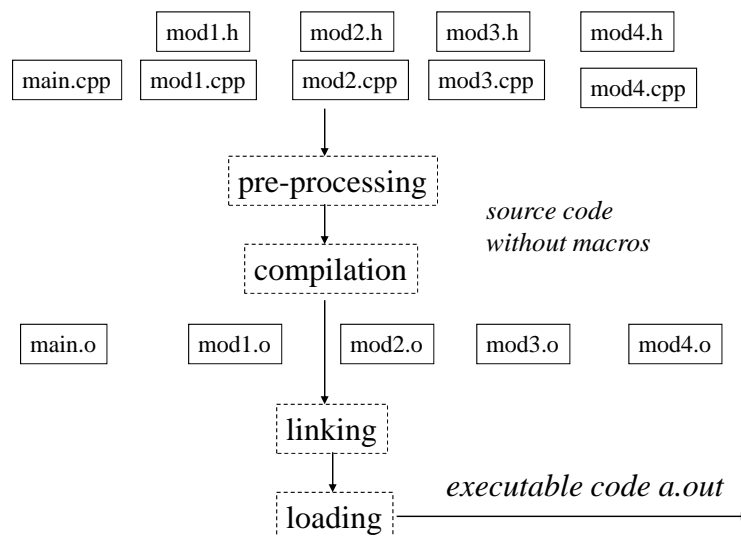 mod1.h
mod2.h
mod3.h
mod4.h
main.cpp
mod1.cpp
mod2.cpp
mod3.cpp
mod4.cpp
pre-processing
source code
without macros
compilation
main.o
mod1.o
mod2.o
mod3.o
mod4.o
linking
executable code a.out
loading